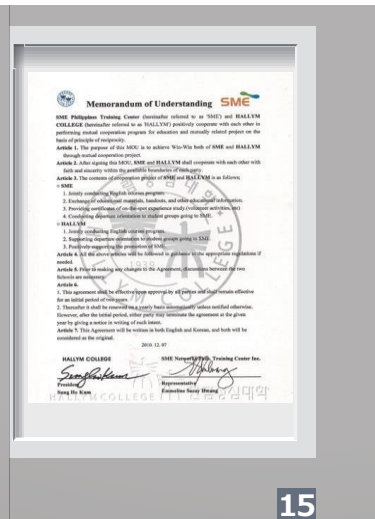 Memorandum of Understanding
SME
SME Philippines Training Center (hereinafter referred to as 'SME') and HALLYM
COLLEGE (hereinafter referred to as 'HALLYM') positively cooperate with each other in
performing mutual cooperation program for education and mutually related project on the
basis of principle of reciprocity.
Article 1. The purpose of this MOU is to achieve Win-Win both of SME and HALLYM
through mutual cooperation project.
Article 2. After signing this MOU, SME and HALLYM shall cooperate with each other with
faith and sincerity within the available boundaries of each party.
Article 3. The contents of cooperation project of SME and HALLYM is as follows;
○ SME
1. Jointly conducting English courses program.
2. Exchange of educational materials, handouts, and other educational information.
3. Providing certificates of on-the-spot experience study.(volunteer activities, etc)
4. Conducting departure orientation to student groups going to SME.
○ HALLYM
1. Jointly conducting English courses program.
2. Supporting departure orientation to student groups going to SME.
3. Positively supporting the promotion of SME.
Article 4. All the above articles will be followed in guidance to the appropriate regulations if
needed.
Article 5. Prior to making any changes to the Agreement, discussions between the two
Schools are necessary.
Article 6.
1. This agreement shall be effective upon approval by all parties and shall remain effective
for an initial period of two years.
2. Thereafter it shall be renewed on a yearly basis automatically unless notified otherwise.
However, after the initial period, either party may terminate the agreement at the given
year by giving a notice in writing of such intent.
Article 7. This Agreement will be written in both English and Korean, and both will be
considered as the original.
2010. 12. 07
HALLYM COLLEGE
SME Networks Phils. Training Center Inc.
President
Sung Ho Kum
Representative
Emmeline Saray Hwang
HALLYM COLLEGE
1939
15